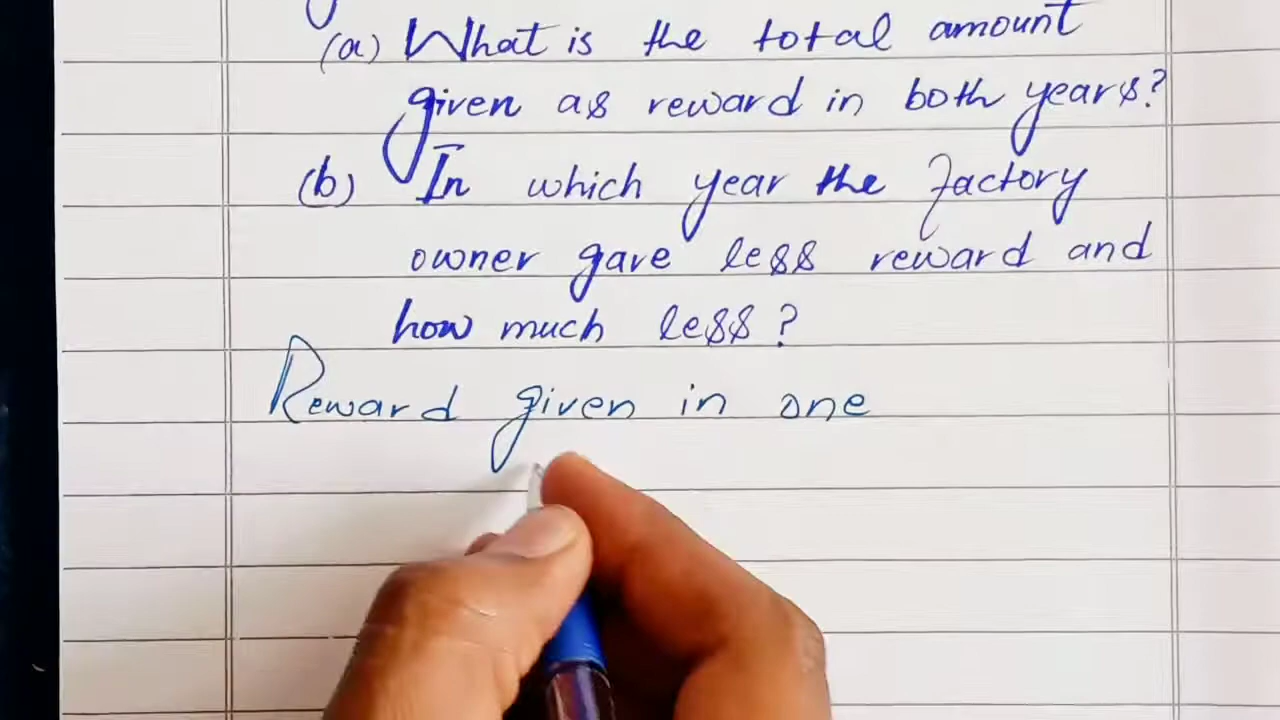 (a) What is the total amount
given as reward in both years?
(b) In which year the factory
owner gave less reward and
how much less?
Reward given in one